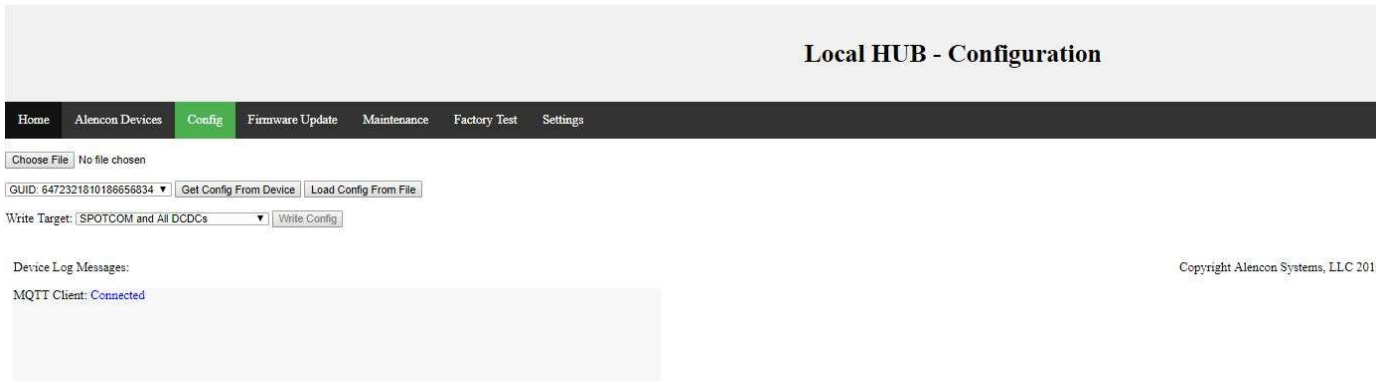 Local HUB - Configuration
Home Alencon Devices Config Firmware Update Maintenance Factory Test Settings
Choose File No file chosen
GUID: 6472321810186656834 Get Config From Device Load Config From File
Write Target: SPOTCOM and All DCDCs Write Config
Device Log Messages:
Copyright Alencon Systems, LLC 201
MQTT Client: Connected